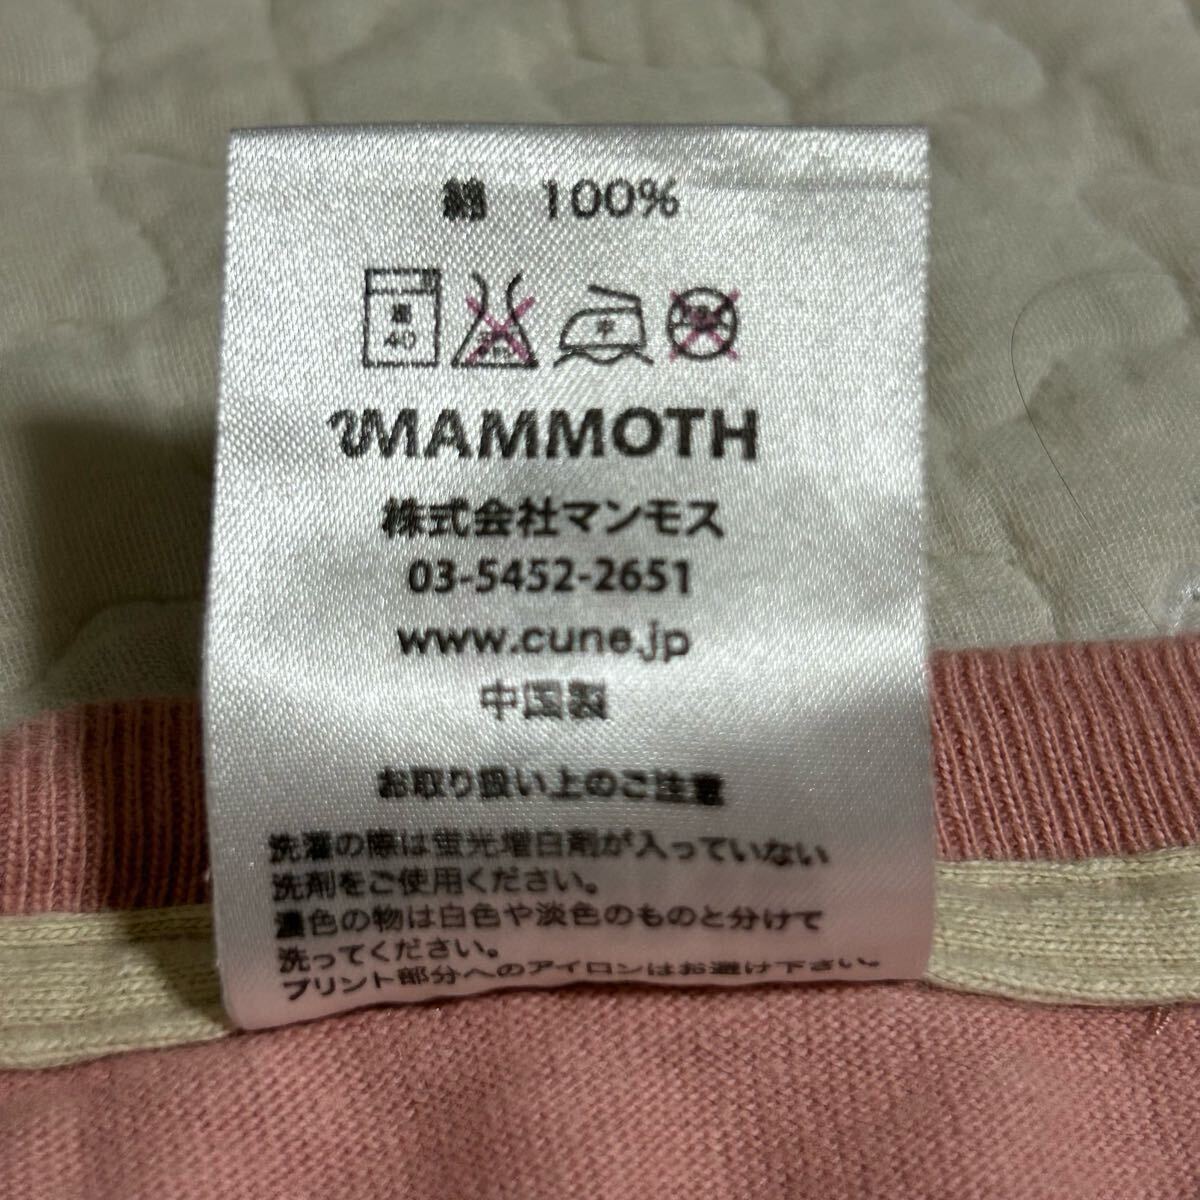 綿 100%
40
中
MAMMOTH
株式会社マンモス
03-5452-2651
www.cune.jp
中国製
お取り扱い上のご注意
洗濯の際は蛍光増白剤が入っていない
洗剤をご使用ください。
濃色の物は白色や淡色のものと分けて
洗ってください。
プリント部分へのアイロンはお避け下さい。